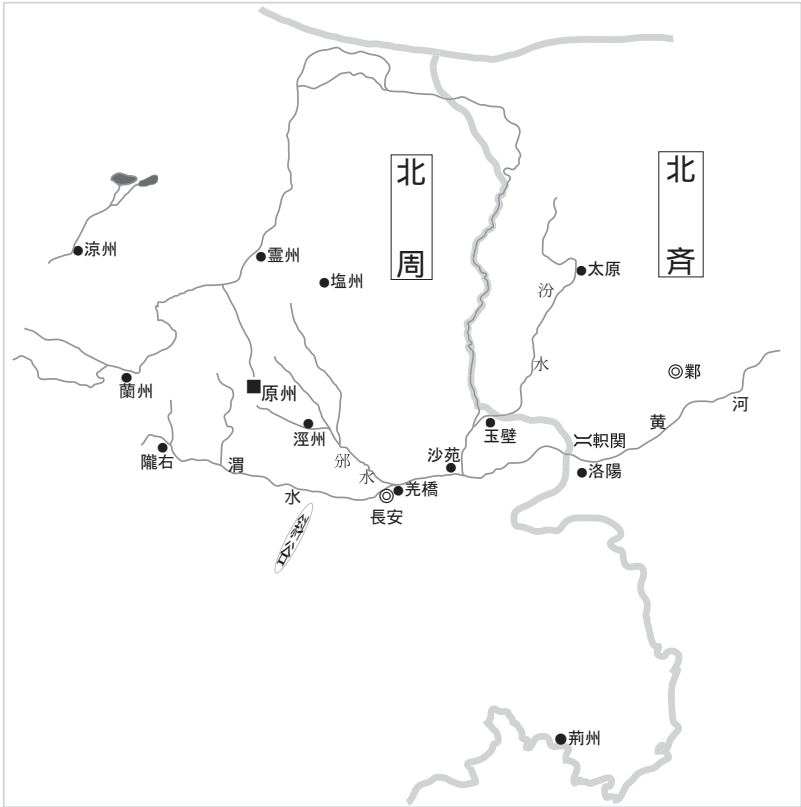 北周
北斉
涼州
霊州
塩州
太原
汾水
鄴
蘭州
原州
涇州
玉壁
黄河
軹関
隴右
渭水
邠水
沙苑
洛陽
羌橋
長安
荊州